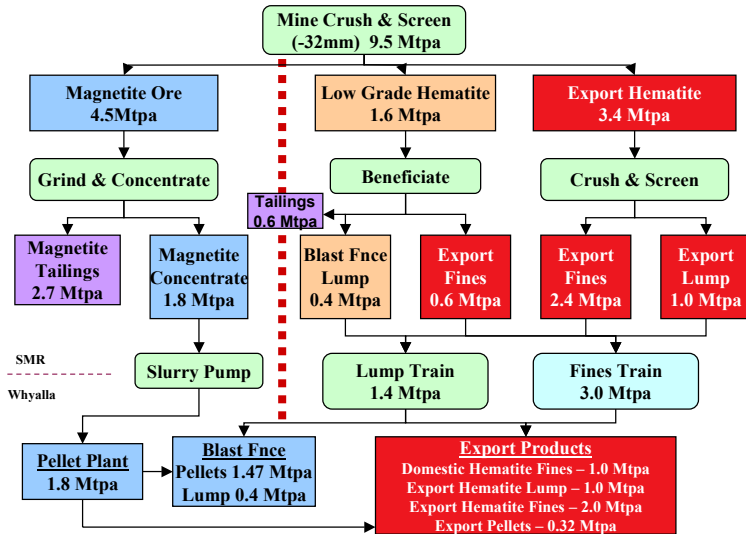 Mine Crush & Screen
(-32mm) 9.5 Mtpa
Magnetite Ore
4.5Mtpa
Low Grade Hematite
1.6 Mtpa
Export Hematite
3.4 Mtpa
Grind & Concentrate
Beneficiate
Crush & Screen
Tailings
0.6 Mtpa
Magnetite
Tailings
2.7 Mtpa
Magnetite
Concentrate
1.8 Mtpa
Blast Fnce
Lump
0.4 Mtpa
Export
Fines
0.6 Mtpa
Export
Fines
2.4 Mtpa
Export
Lump
1.0 Mtpa
SMR
Whyalla
Slurry Pump
Lump Train
1.4 Mtpa
Fines Train
3.0 Mtpa
Pellet Plant
1.8 Mtpa
Blast Fnce
Pellets 1.47 Mtpa
Lump 0.4 Mtpa
Export Products
Domestic Hematite Fines – 1.0 Mtpa
Export Hematite Lump – 1.0 Mtpa
Export Hematite Fines – 2.0 Mtpa
Export Pellets – 0.32 Mtpa